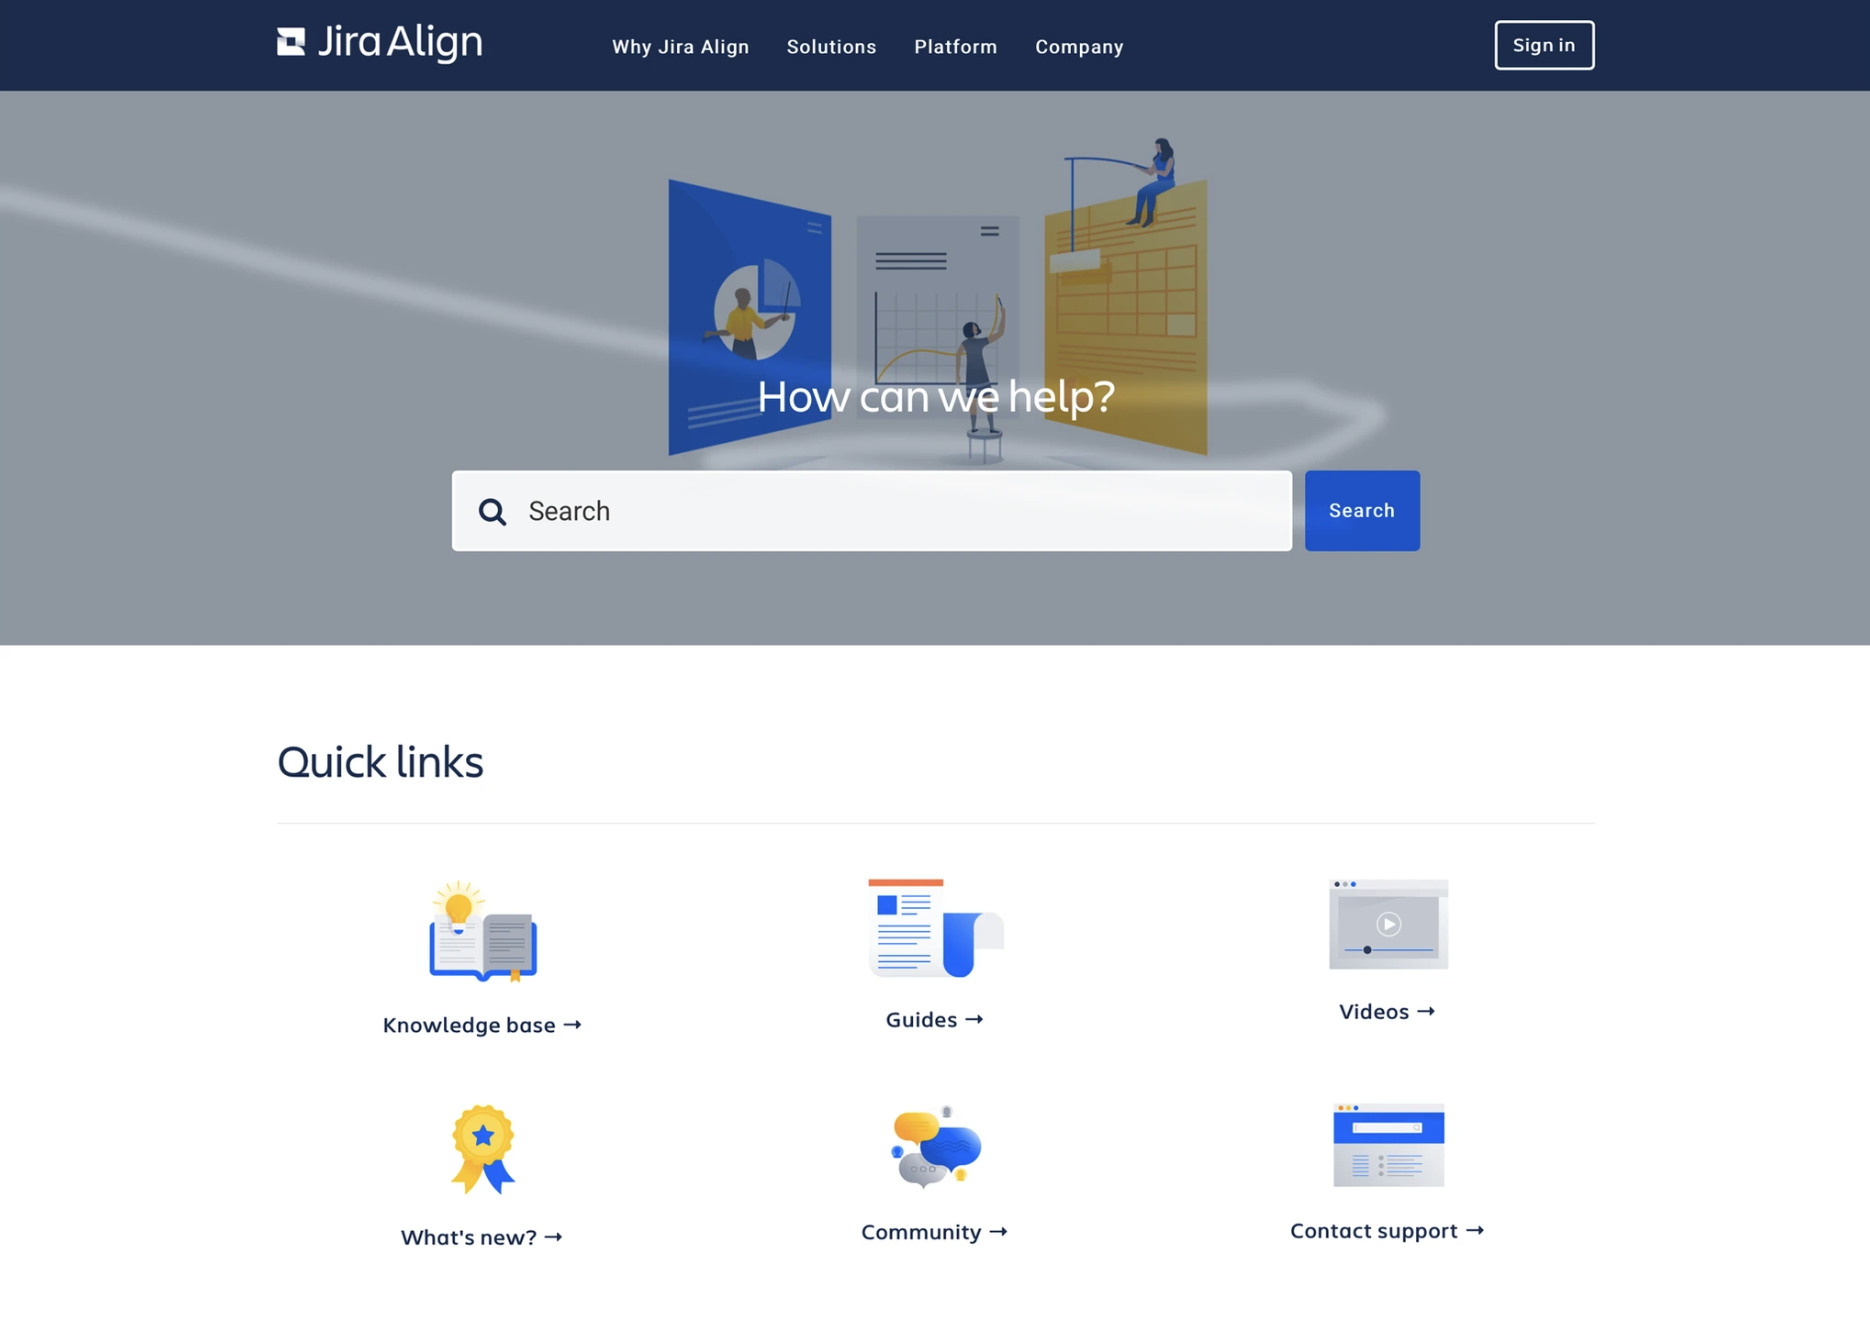 Jira Align
Why Jira Align Solutions Platform Company
Sign in
How can we help?
Search
Search
Quick links
Knowledge base →
Guides →
Videos →
What's new? →
Community →
Contact support →